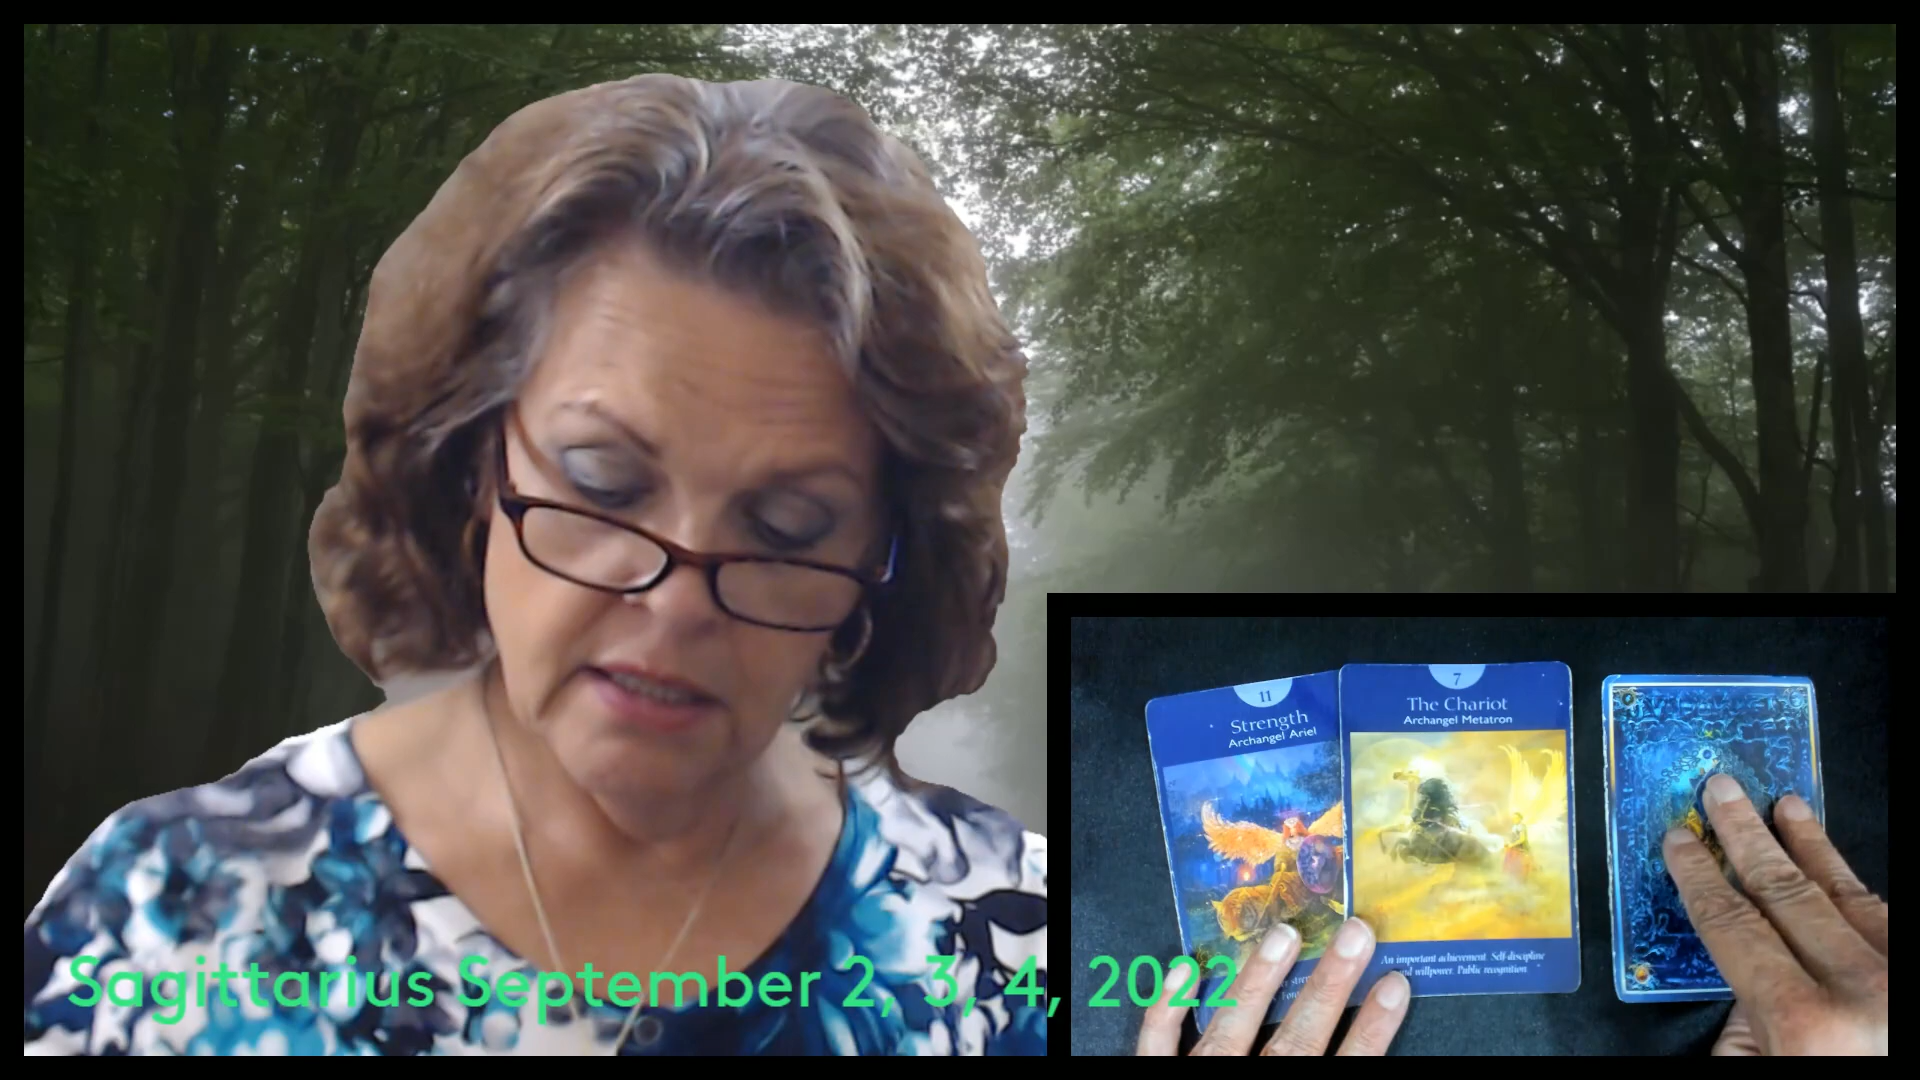 11
Strength
Archangel Ariel
7
The Chariot
Archangel Metatron
An important achievement. Self-discipline
and willpower. Public recognition.
Sagittarius September 2, 3, 4, 2022